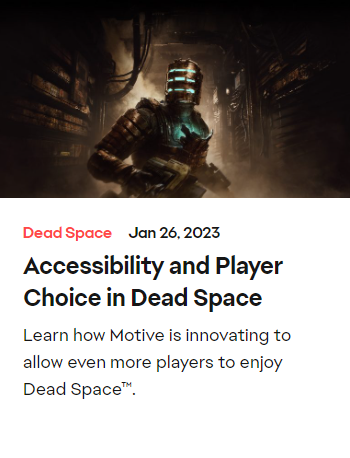 Dead Space Jan 26, 2023
Accessibility and Player
Choice in Dead Space
Learn how Motive is innovating to
allow even more players to enjoy
Dead Space™.